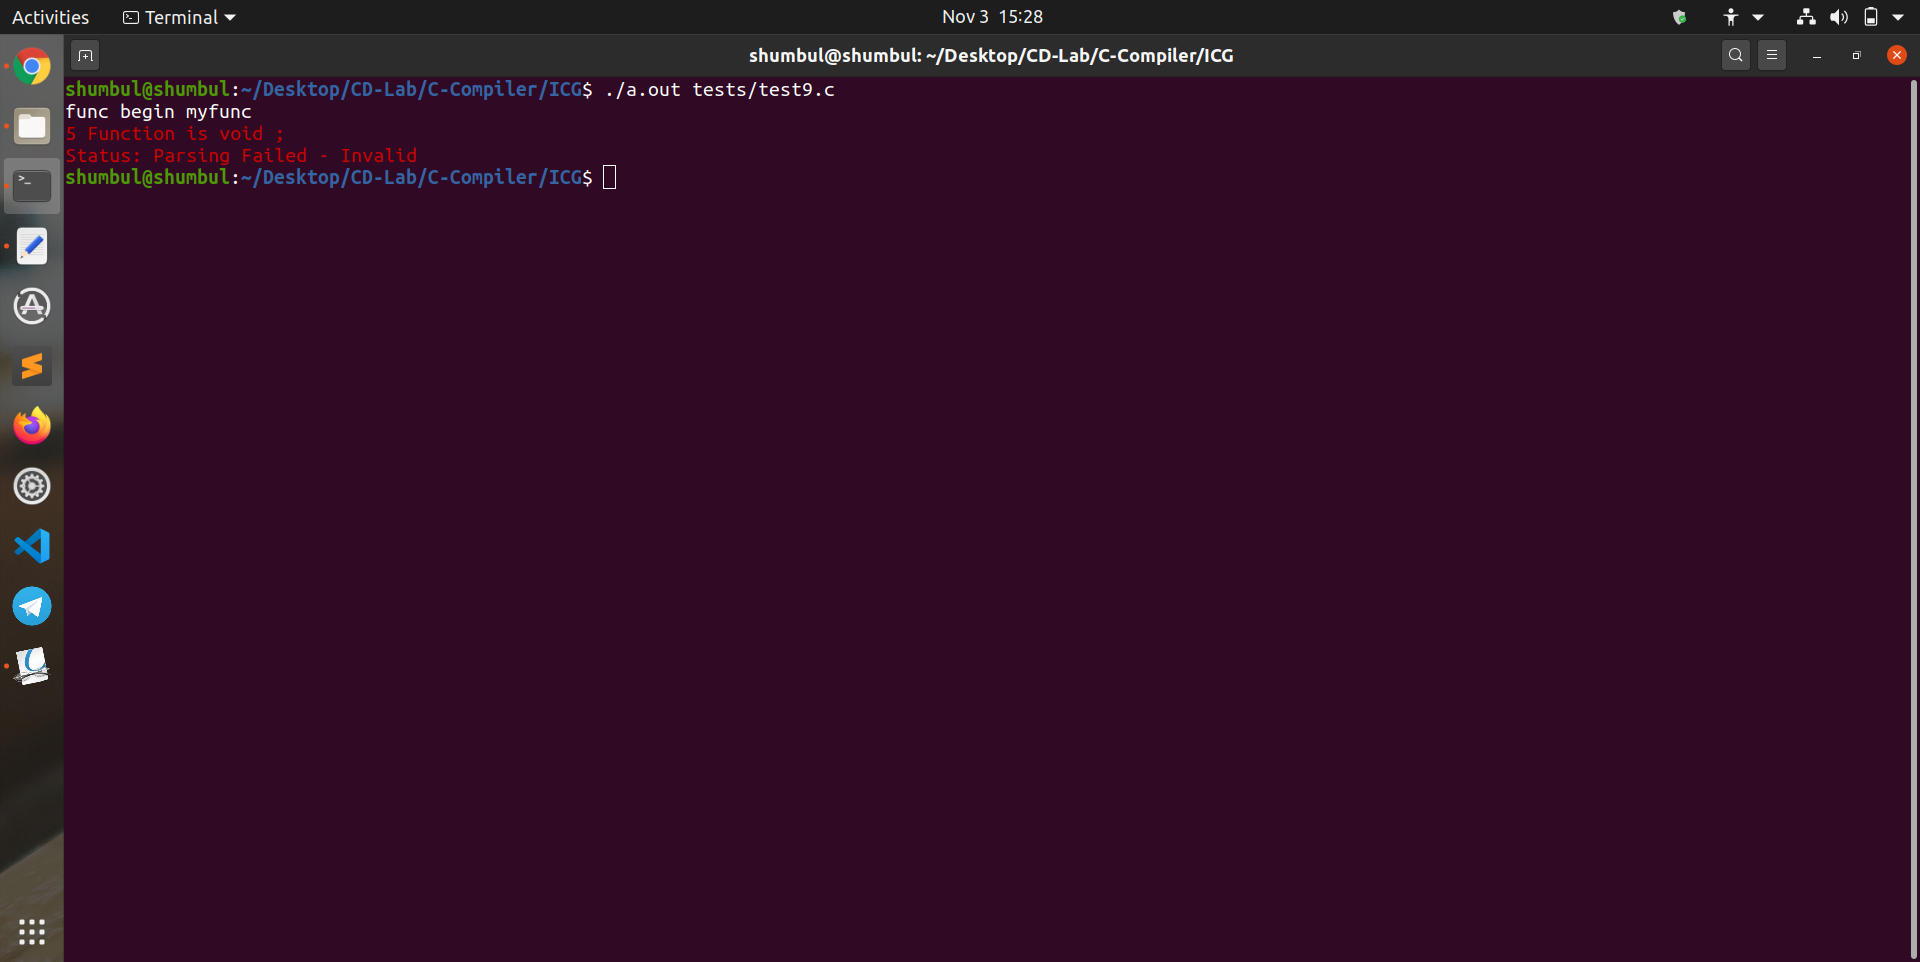 Activities
Terminal
Nov 3 15:28
shumbul@shumbul: ~/Desktop/CD-Lab/C-Compiler/ICG
shumbul@shumbul:~/Desktop/CD-Lab/C-Compiler/ICG$ ./a.out tests/test9.c
func begin myfunc
5 Function is void ;
Status: Parsing Failed - Invalid
shumbul@shumbul:~/Desktop/CD-Lab/C-Compiler/ICG$